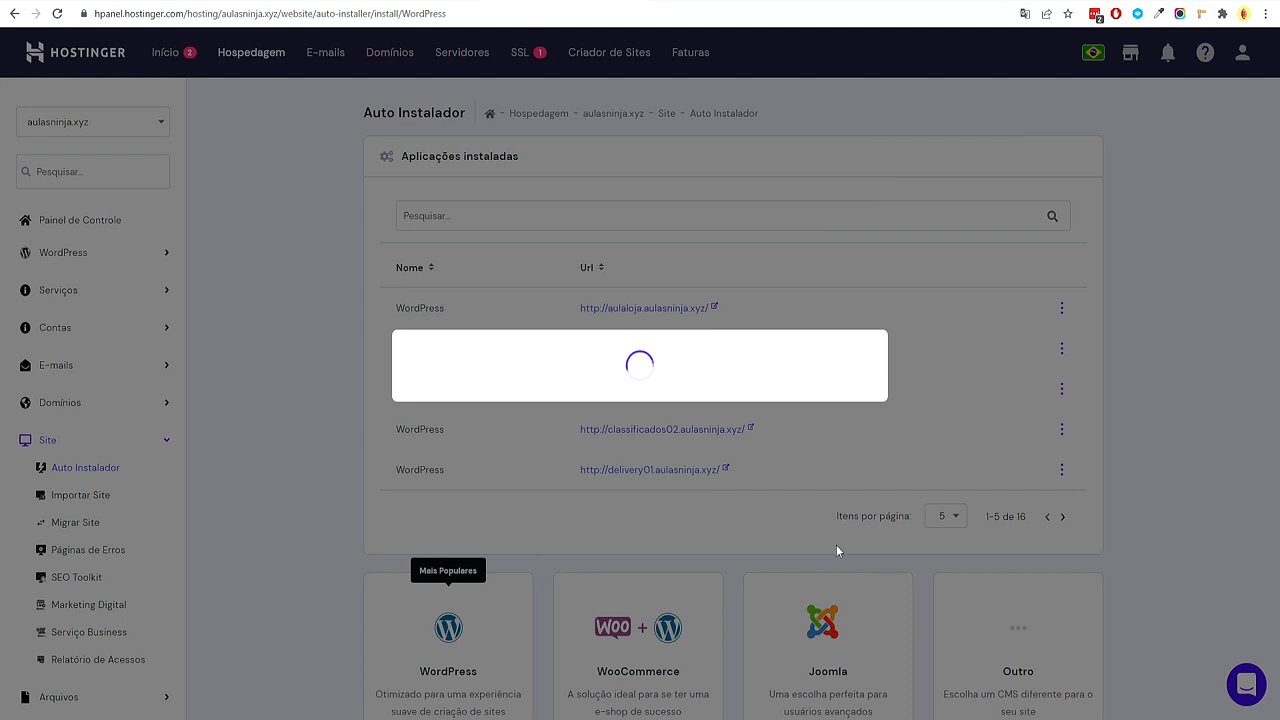 hpanel.hostinger.com/hosting/aulasninja.xyz/website/auto-installer/install/WordPress
2
HOSTINGER
Início 2
Hospedagem
E-mails
Domínios
Servidores
SSL 1
Criador de Sites
Faturas
aulasninja.xyz
Pesquisar...
Painel de Controle
WordPress
Serviços
Contas
E-mails
Domínios
Site
Auto Instalador
Importar Site
Migrar Site
Páginas de Erros
SEO Toolkit
Marketing Digital
Serviço Business
Relatório de Acessos
Arquivos
Auto Instalador
- Hospedagem - aulasninja.xyz - Site - Auto Instalador
Aplicações instaladas
Pesquisar...
Nome
Url
WordPress
http://aulaloja.aulasninja.xyz/
WordPress
http://classificados02.aulasninja.xyz/
WordPress
http://delivery01.aulasninja.xyz/
Itens por página:
5
1-5 de 16
Mais Populares
WordPress
Otimizado para uma experiência
suave de criação de sites
WOO +
WooCommerce
A solução ideal para se ter uma
e-shop de sucesso
Joomla
Uma escolha perfeita para
usuários avançados
Outro
Escolha um CMS diferente para o
seu site